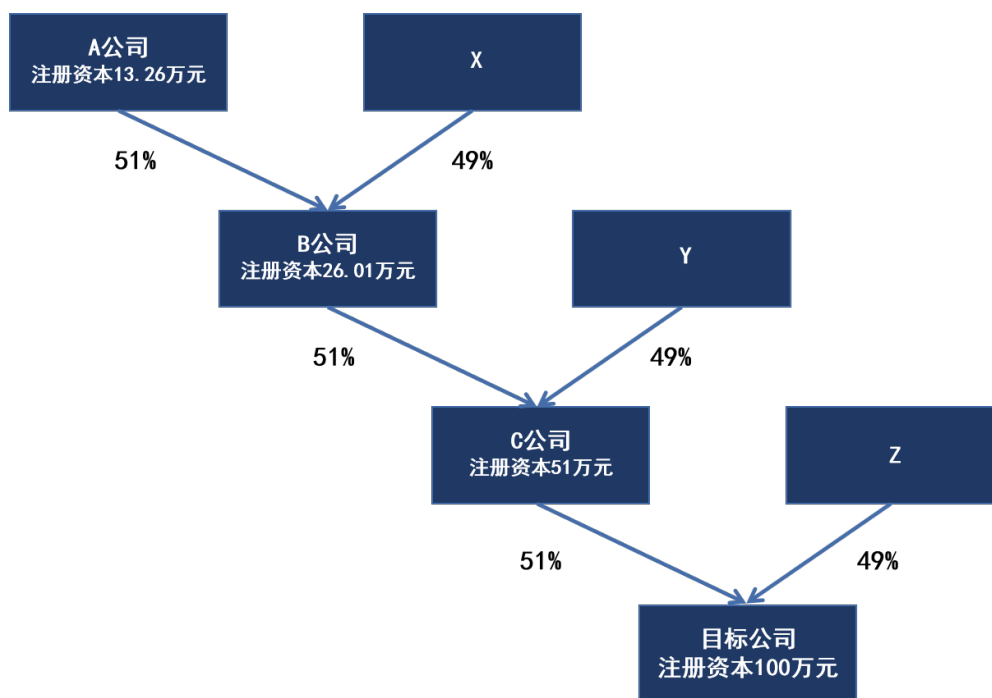 A公司
注册资本13.26万元
X
51%
49%
B公司
注册资本26.01万元
Y
51%
49%
C公司
注册资本51万元
Z
51%
49%
目标公司
注册资本100万元